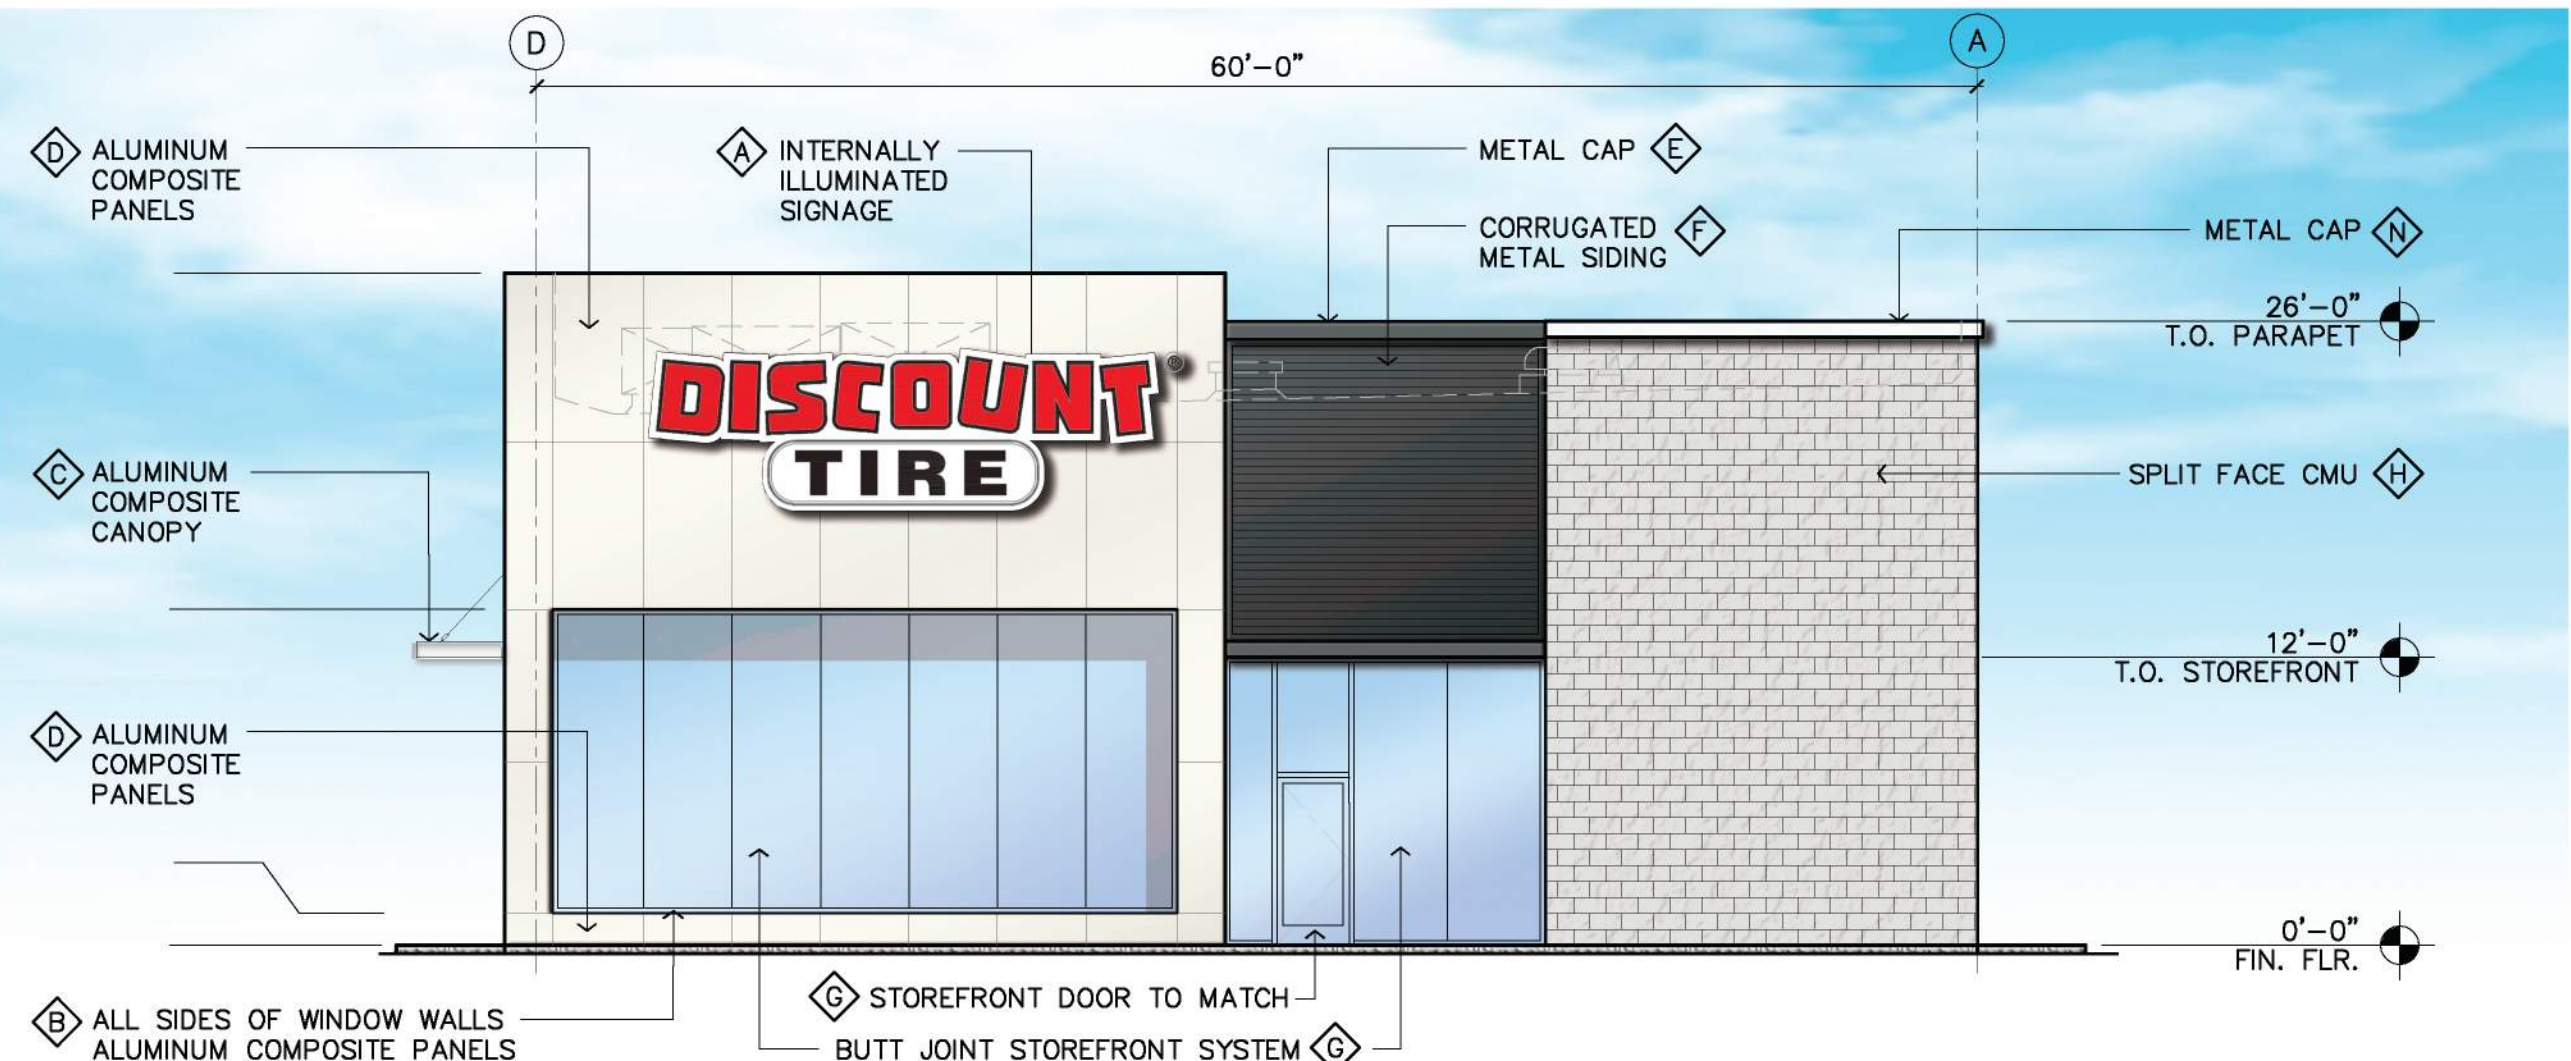 D
A
60'-0"
D ALUMINUM
COMPOSITE
PANELS
A INTERNALLY
ILLUMINATED
SIGNAGE
METAL CAP E
CORRUGATED F
METAL SIDING
METAL CAP N
26'-0"
T.O. PARAPET
DISCOUNT®
TIRE
C ALUMINUM
COMPOSITE
CANOPY
SPLIT FACE CMU H
12'-0"
T.O. STOREFRONT
D ALUMINUM
COMPOSITE
PANELS
0'-0"
FIN. FLR.
G STOREFRONT DOOR TO MATCH
B ALL SIDES OF WINDOW WALLS
ALUMINUM COMPOSITE PANELS
BUTT JOINT STOREFRONT SYSTEM G